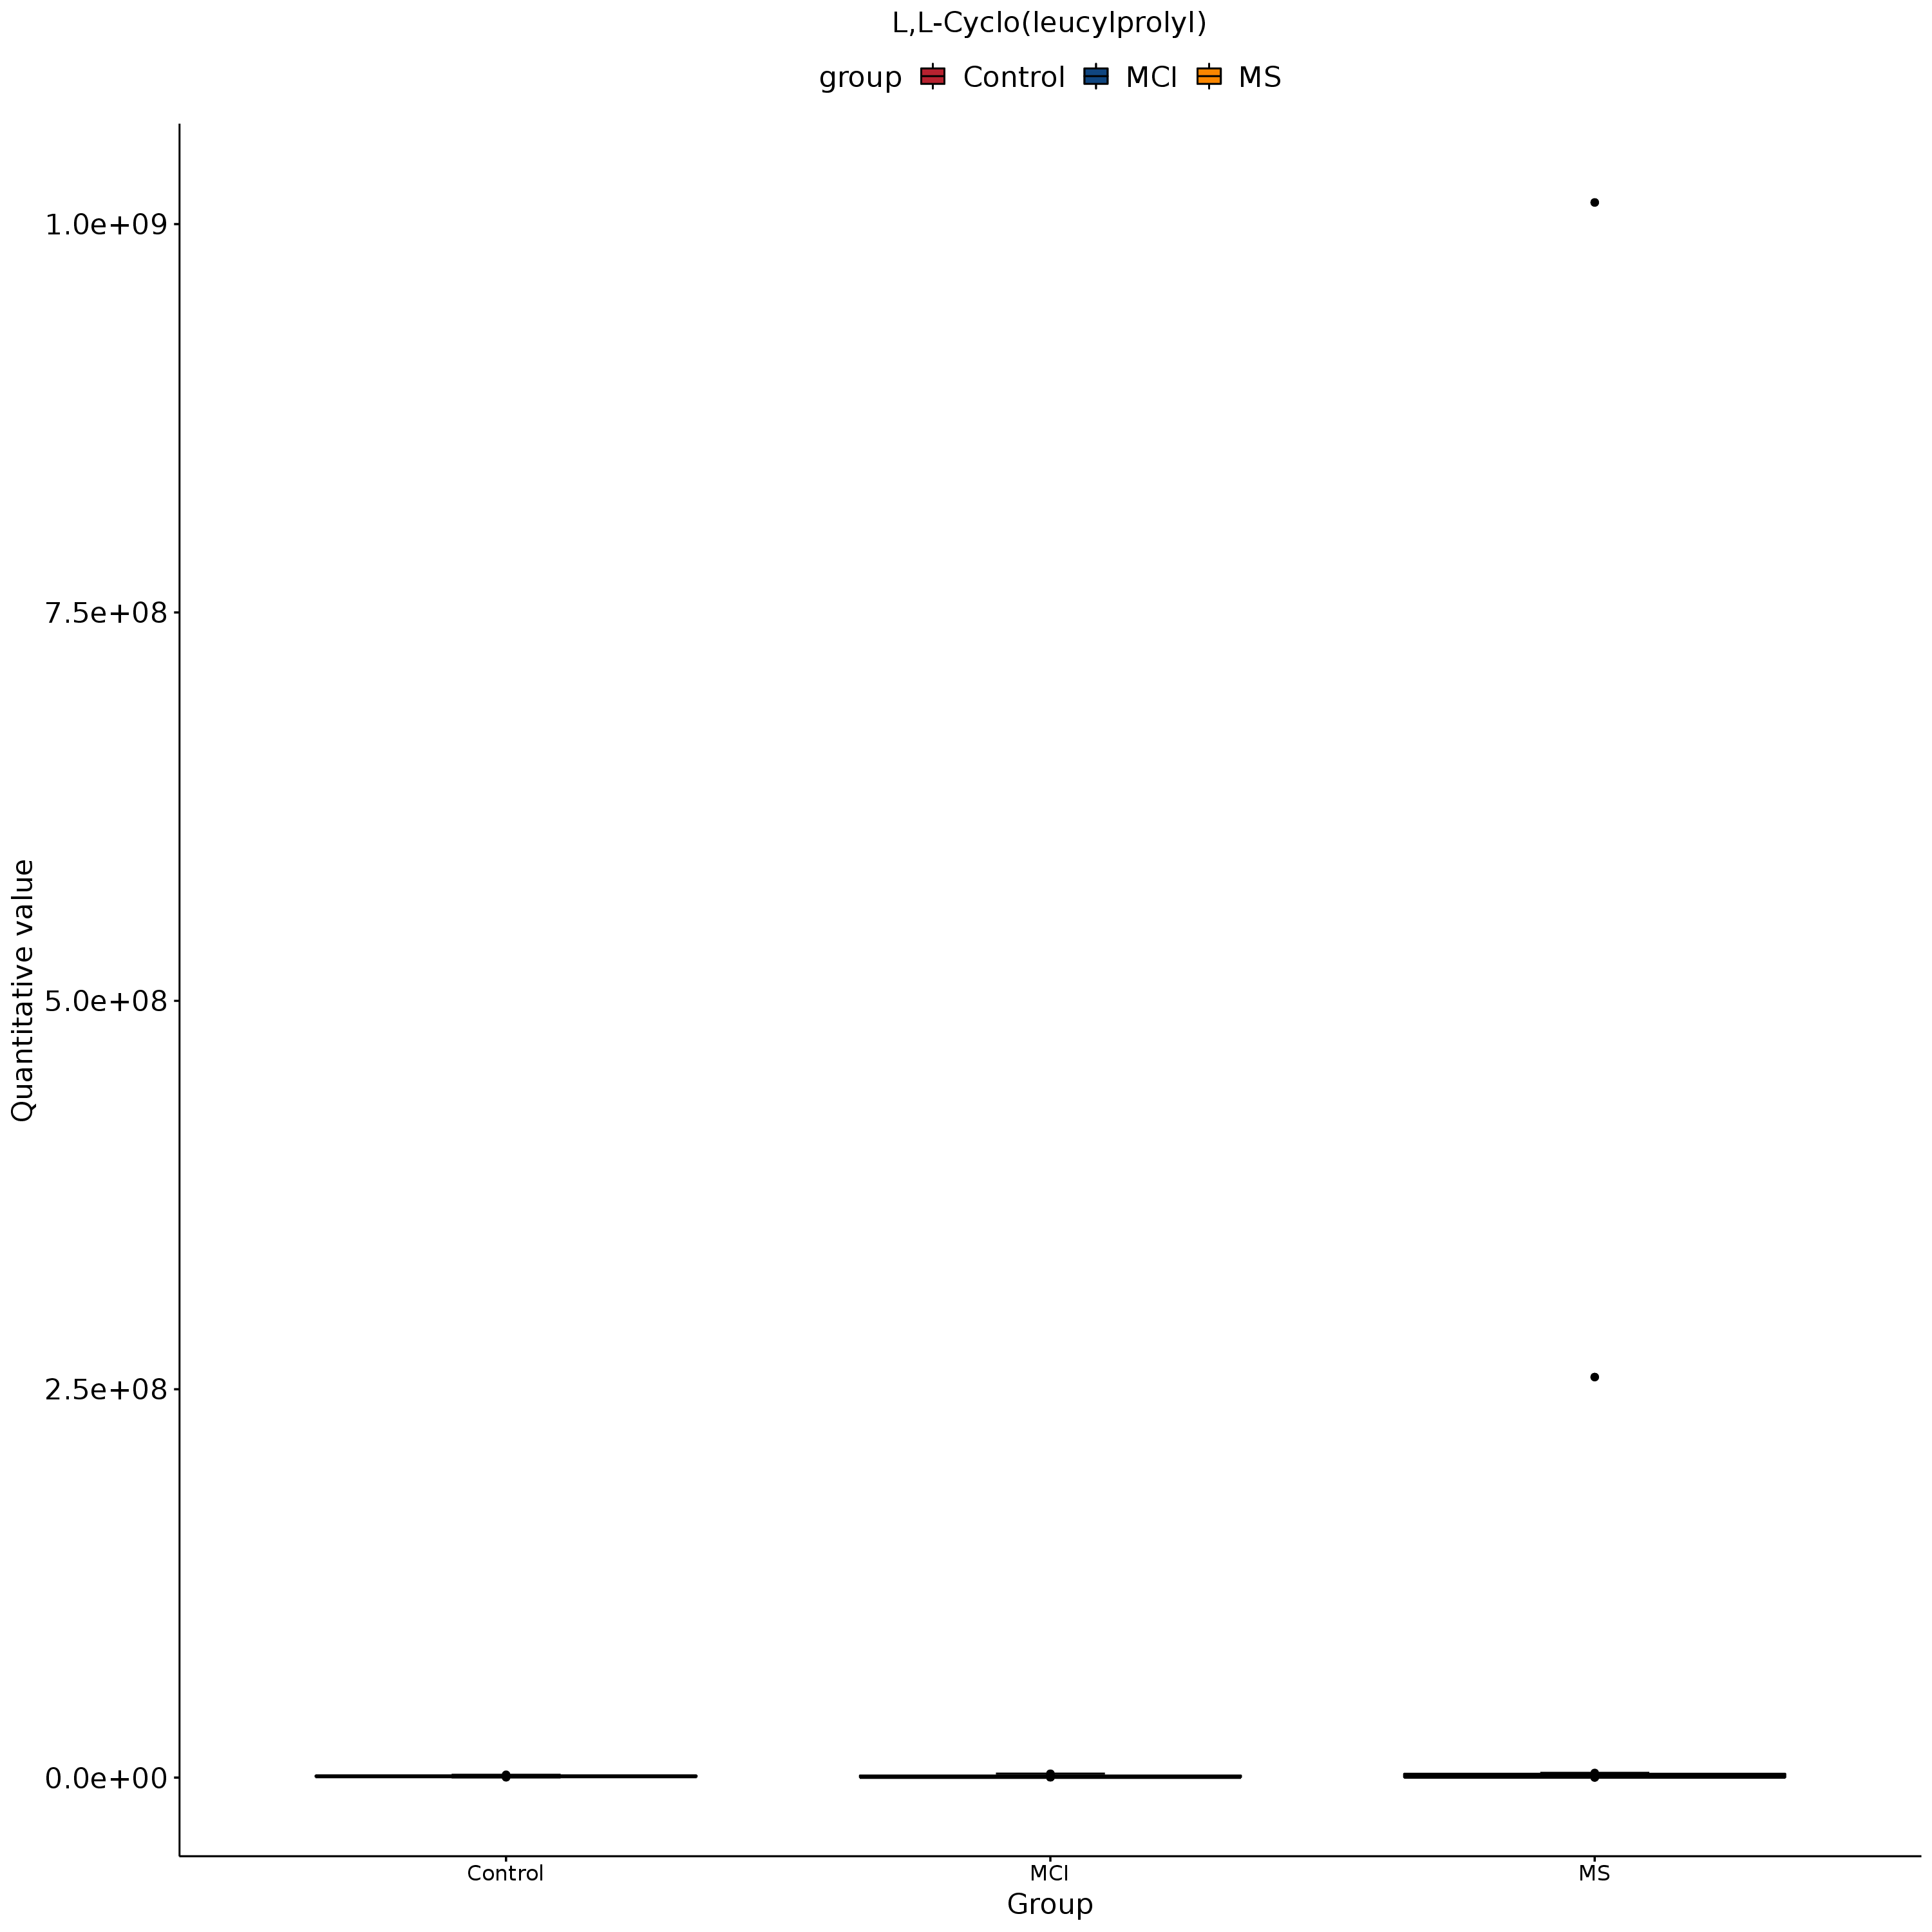 L,L-Cyclo(leucylprolyl)
group Control MCI MS
1.0e+09
7.5e+08
5.0e+08
2.5e+08
0.0e+00
Quantitative value
Control MCI MS
Group